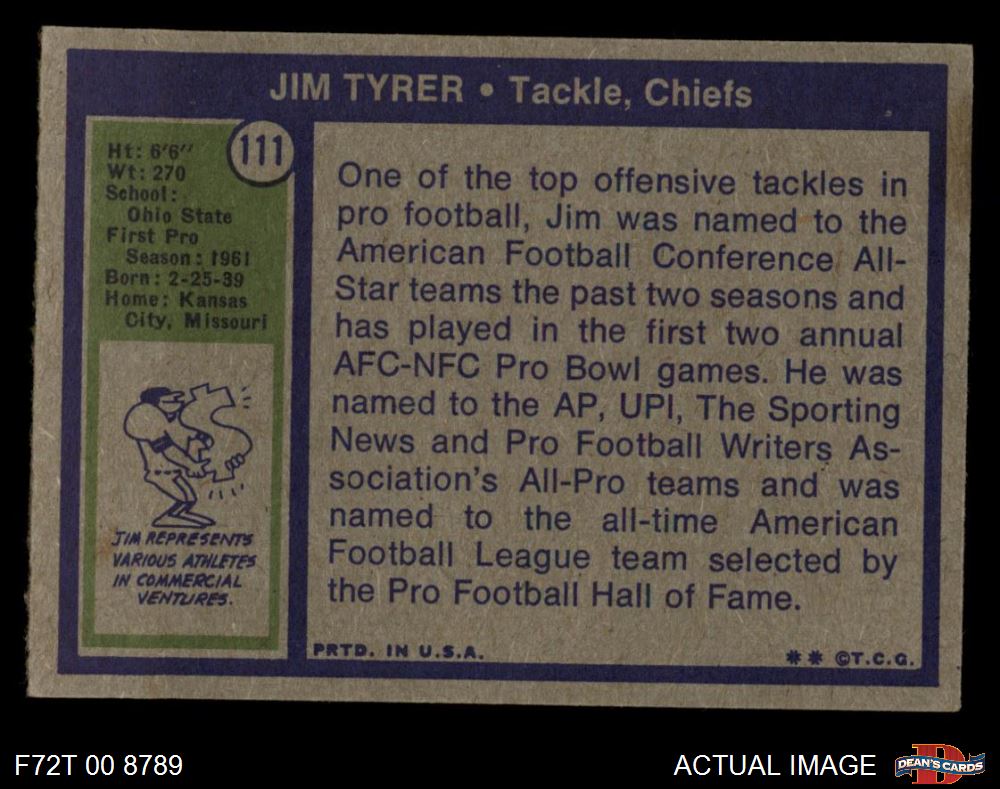 JIM TYRER • Tackle, Chiefs
111
Ht: 6'6"
Wt: 270
School:
Ohio State
First Pro
Season: 1961
Born: 2-25-39
Home: Kansas
City, Missouri
JIM REPRESENTS
VARIOUS ATHLETES
IN COMMERCIAL
VENTURES.
One of the top offensive tackles in
pro football, Jim was named to the
American Football Conference All-
Star teams the past two seasons and
has played in the first two annual
AFC-NFC Pro Bowl games. He was
named to the AP, UPI, The Sporting
News and Pro Football Writers As-
sociation's All-Pro teams and was
named to the all-time American
Football League team selected by
the Pro Football Hall of Fame.
PRTD. IN U.S.A.
** ©T.C.G.
F72T 00 8789
ACTUAL IMAGE
D
DEAN'S CARDS